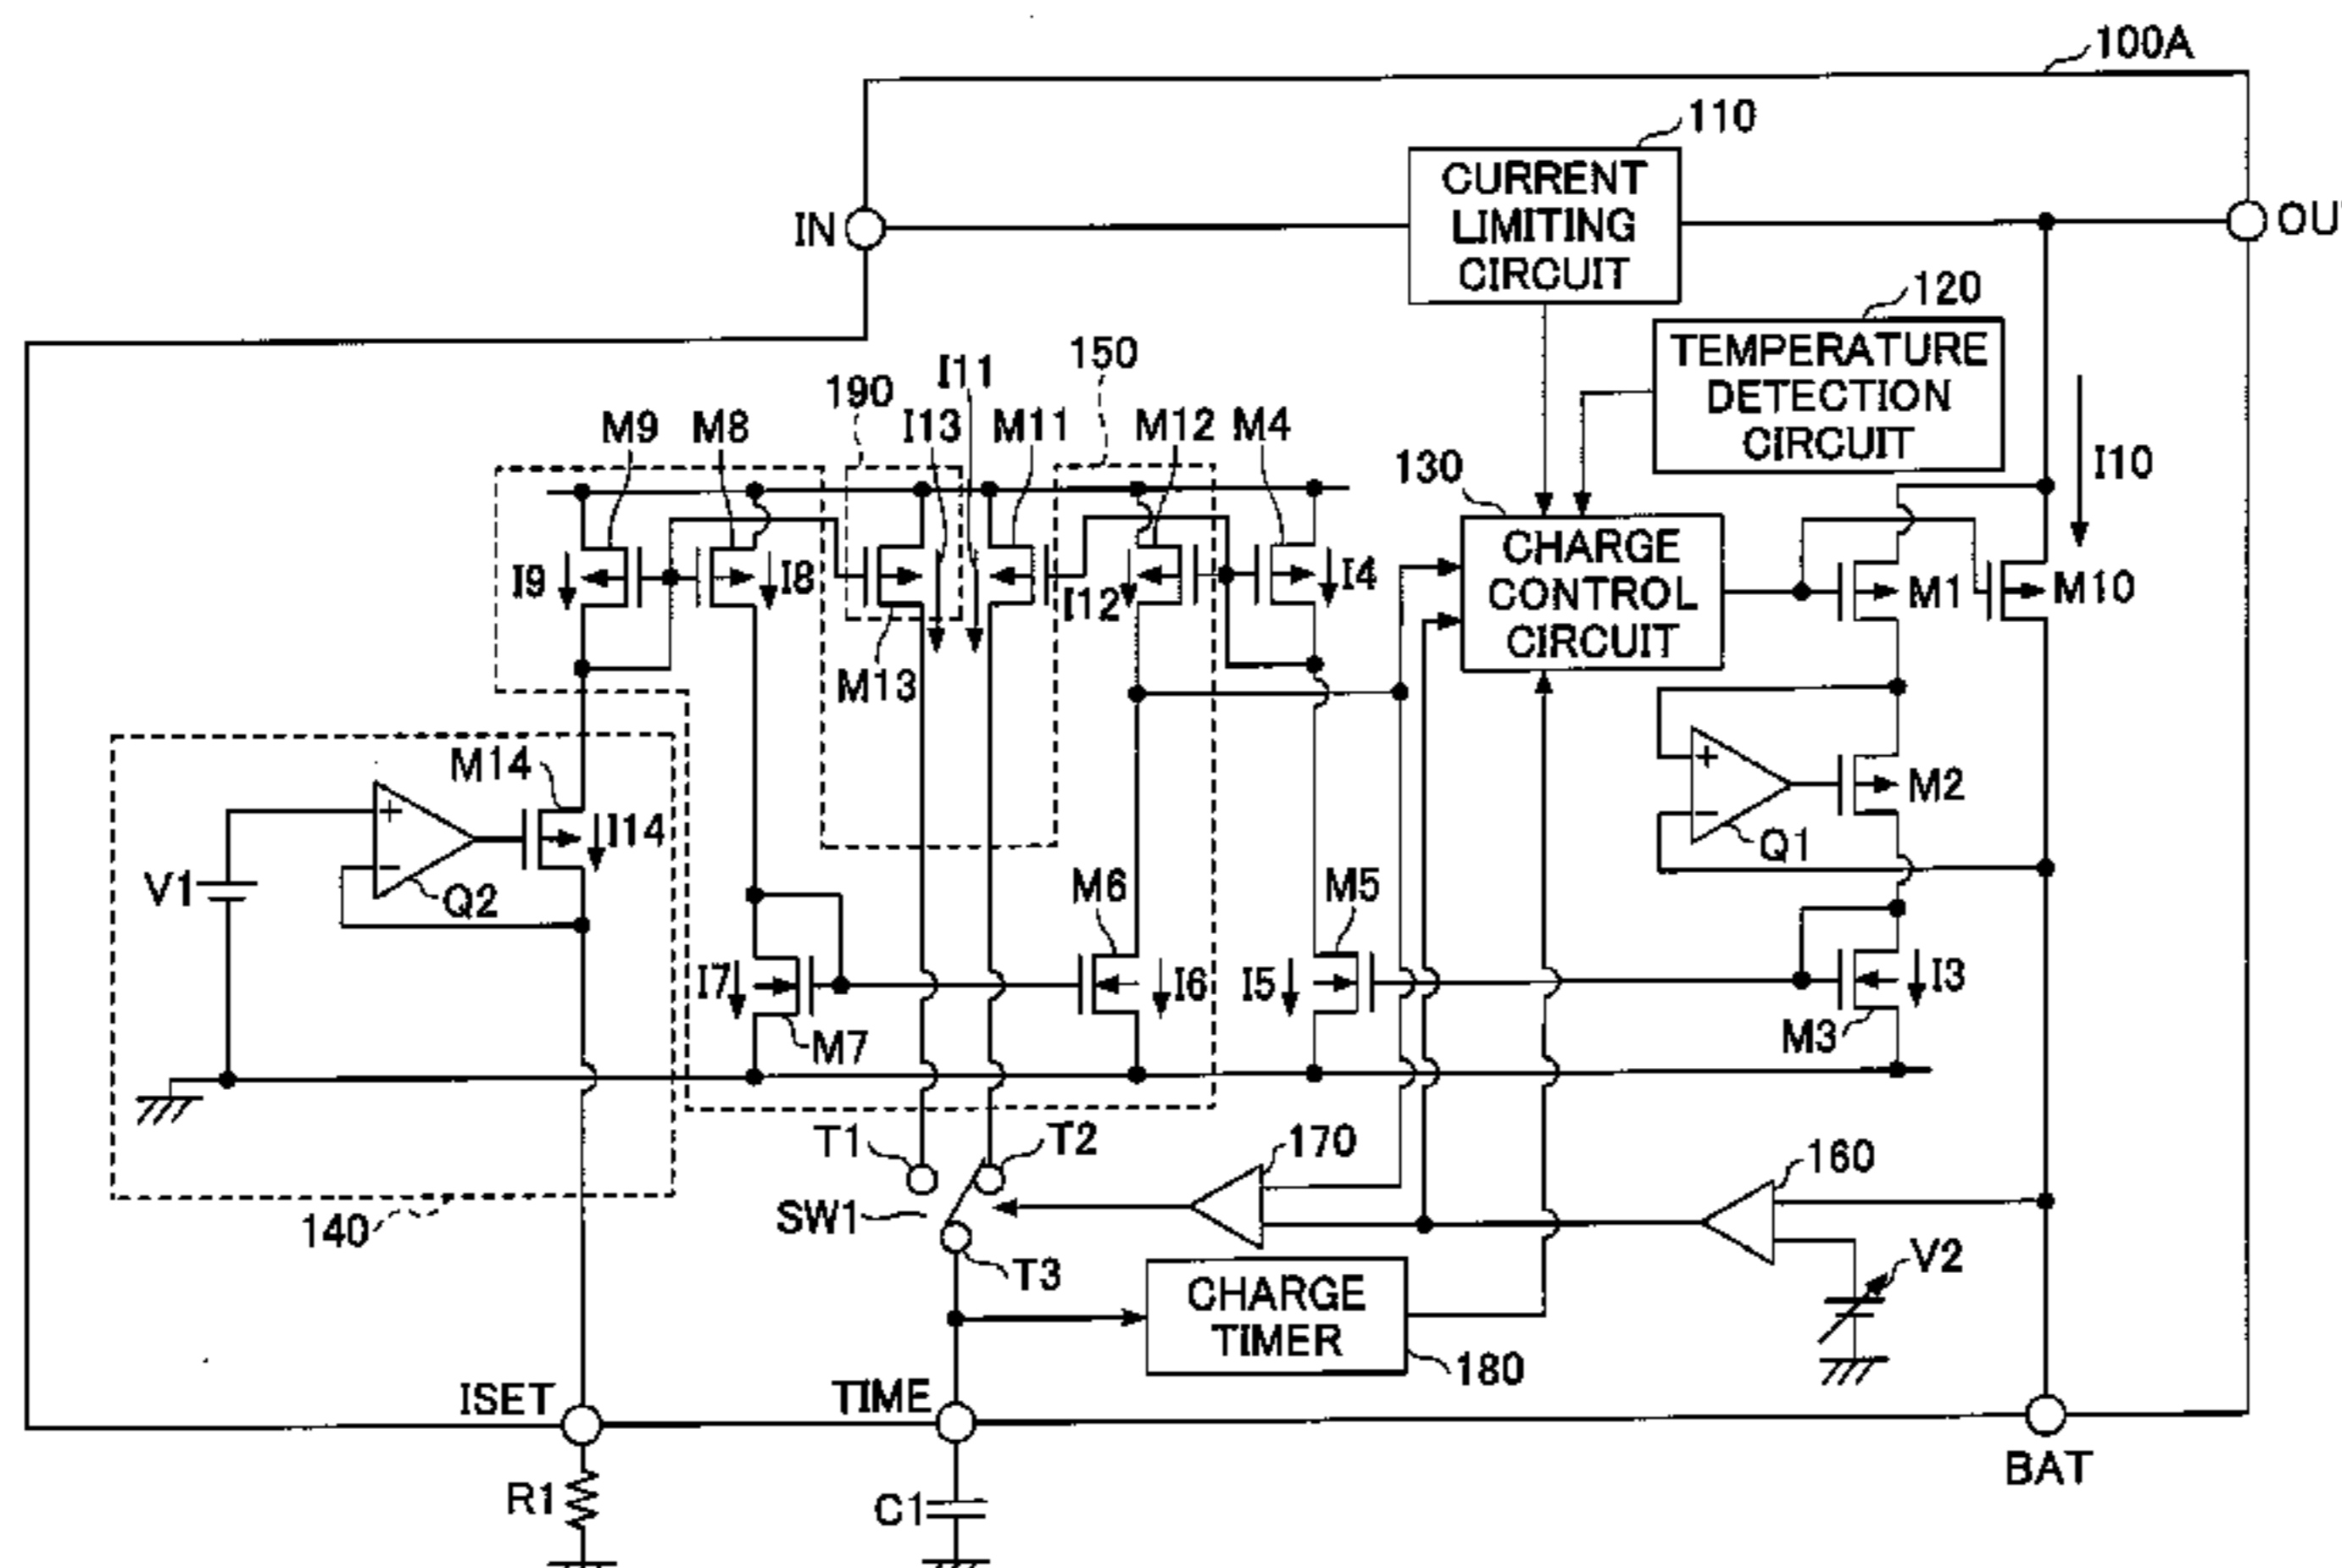 100A
110
CURRENT
LIMITING
CIRCUIT
IN
OU
120
TEMPERATURE
DETECTION
CIRCUIT
150
I11
190
M9
M8
I13
M11
M12
M4
130
I10
CHARGE
CONTROL
CIRCUIT
I9
I8
I12
I4
M1
M10
M13
M14
I14
M2
Q1
V1
Q2
M6
M5
I7
I6
I5
I3
M7
M3
T1
T2
170
160
140
SW1
T3
V2
CHARGE
TIMER
180
ISET
TIME
BAT
R1
C1